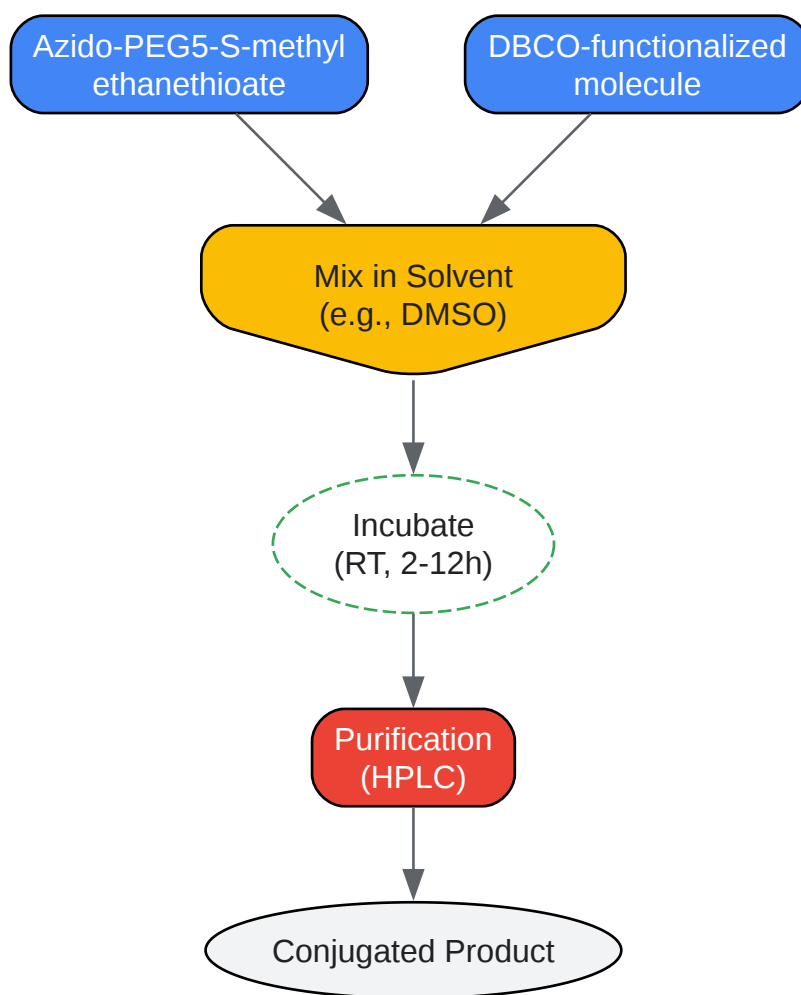 Azido-PEG5-S-methyl
ethanethioate
DBCO-functionalized
molecule
Mix in Solvent
(e.g., DMSO)
Incubate
(RT, 2-12h)
Purification
(HPLC)
Conjugated Product